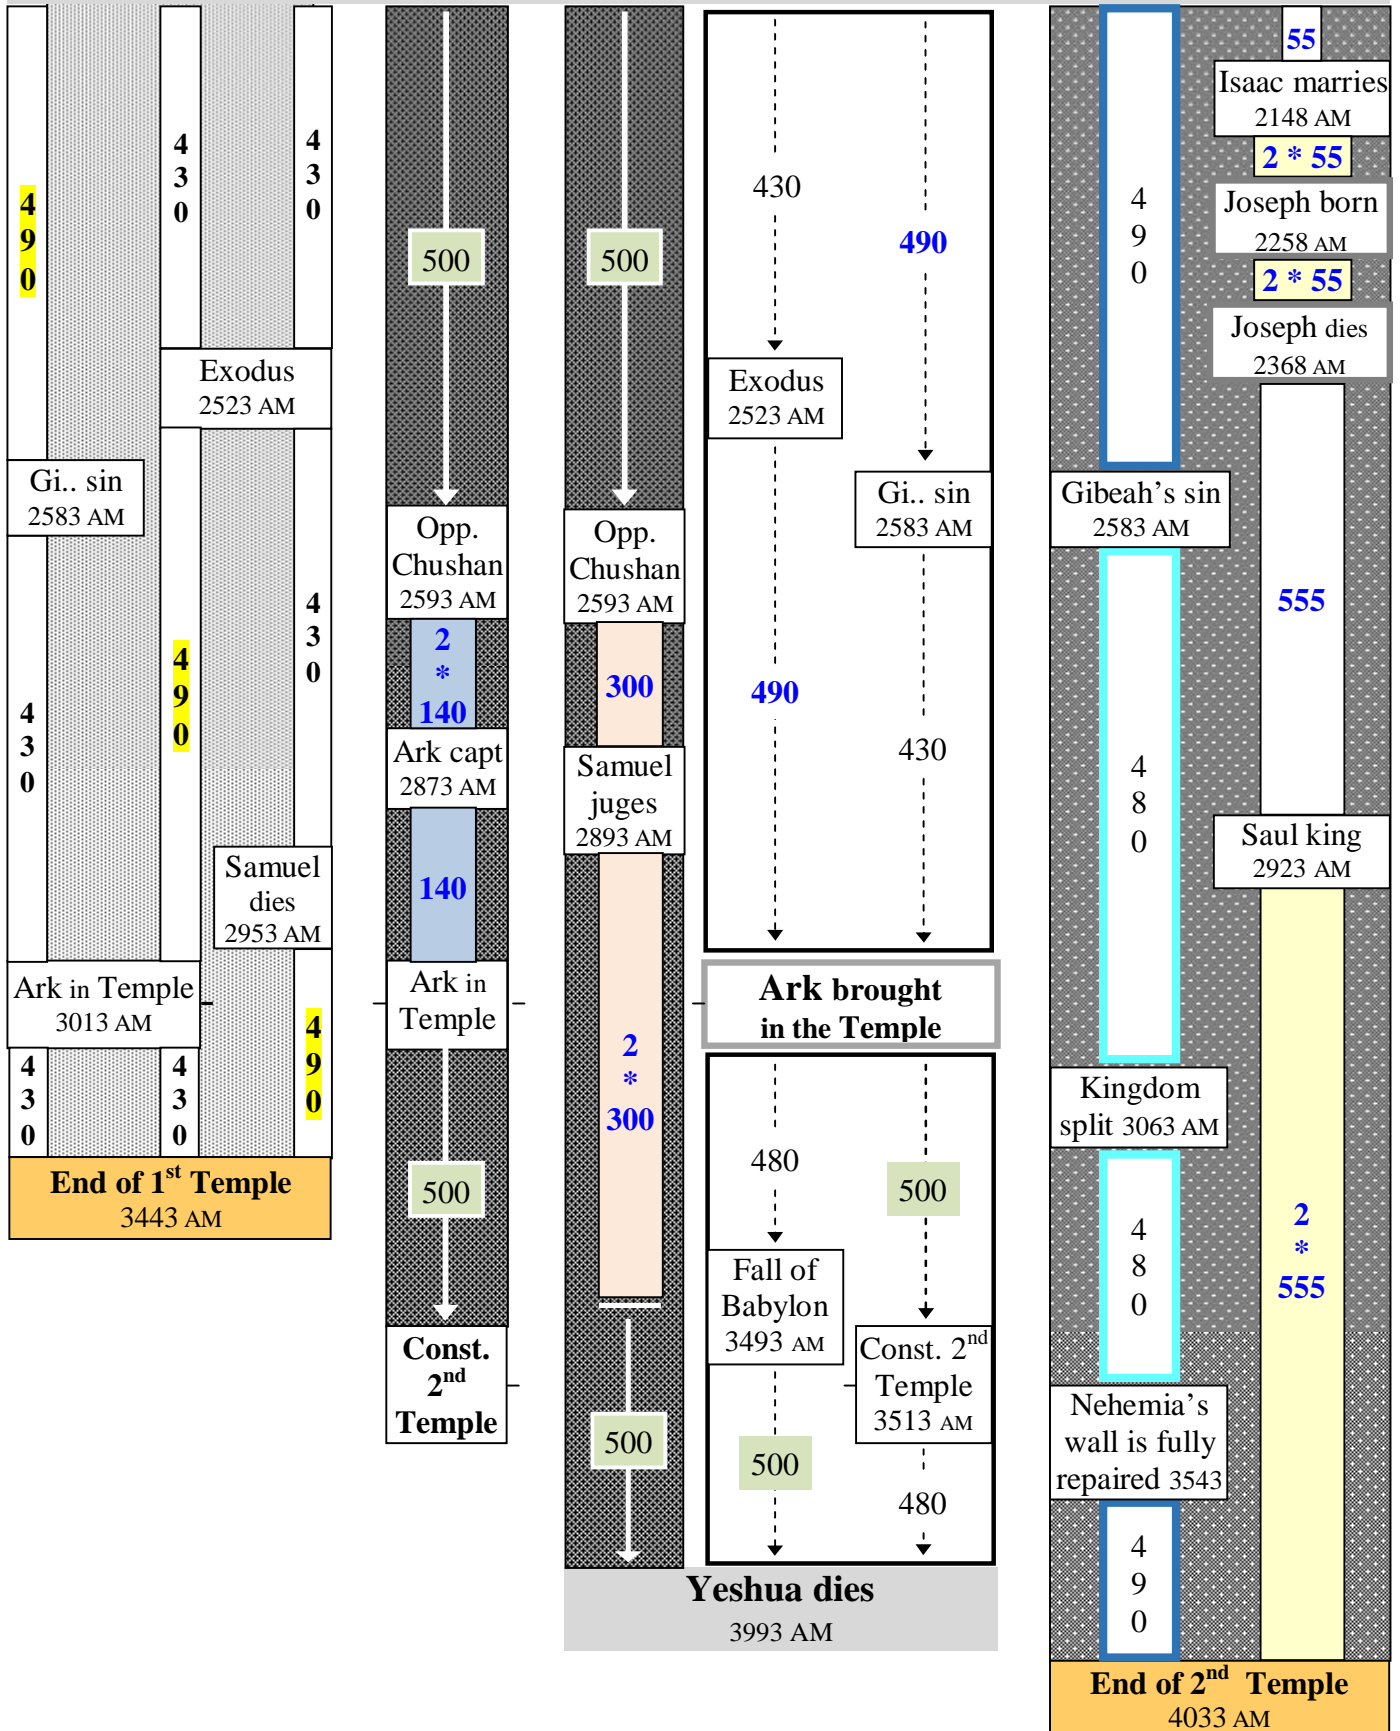 490
430
430
Exodus
2523 AM
Gi.. sin
2583 AM
430
490
430
Samuel
dies
2953 AM
Ark in Temple
3013 AM
430
430
490
End of 1st Temple
3443 AM
500
Opp.
Chushan
2593 AM
2
*
140
Ark capt
2873 AM
140
Ark in
Temple
500
Const.
2nd
Temple
500
Opp.
Chushan
2593 AM
300
Samuel
juges
2893 AM
2
*
300
500
430
490
Exodus
2523 AM
Gi.. sin
2583 AM
490
430
Ark brought
in the Temple
480
500
Fall of
Babylon
3493 AM
Const. 2nd
Temple
3513 AM
500
480
Yeshua dies
3993 AM
490
Gibeah’s sin
2583 AM
480
Kingdom
split 3063 AM
480
Nehemia’s
wall is fully
repaired 3543
490
55
Isaac marries
2148 AM
2 * 55
Joseph born
2258 AM
2 * 55
Joseph dies
2368 AM
555
Saul king
2923 AM
2
*
555
End of 2nd Temple
4033 AM